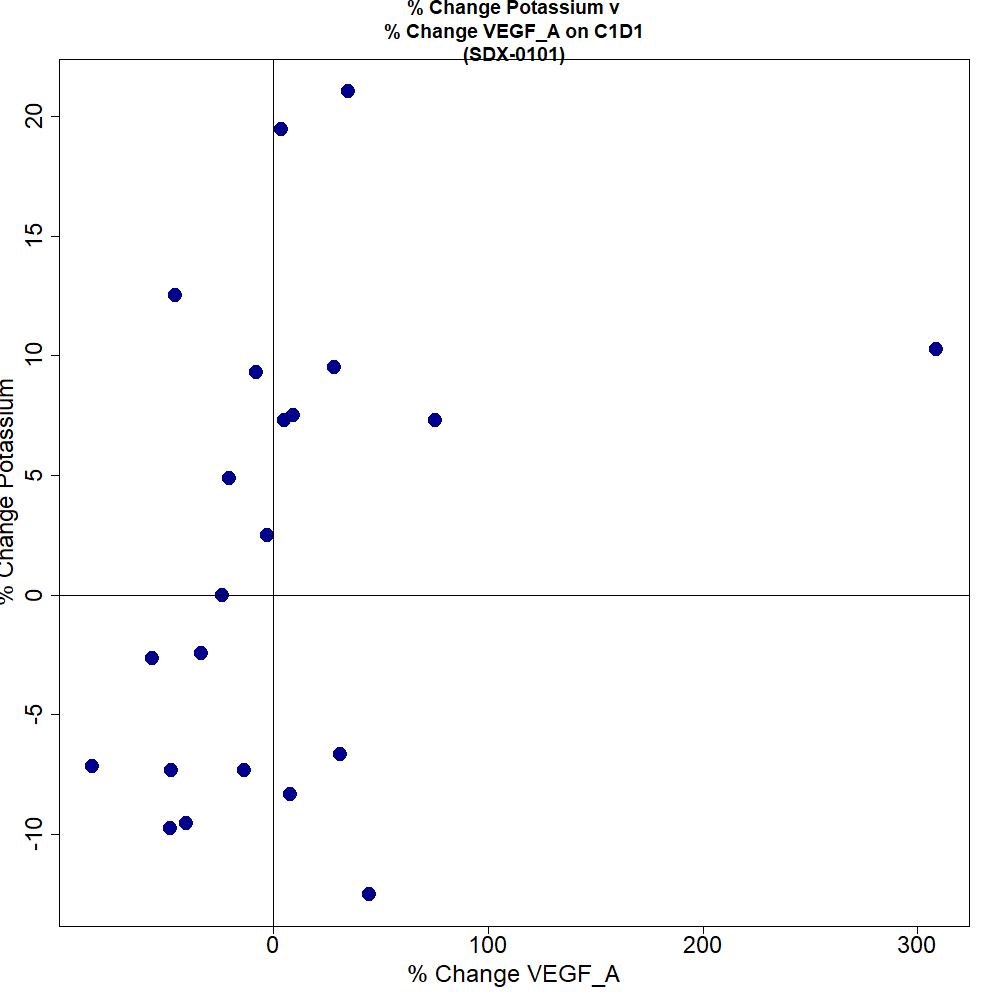 % Change Potassium v
% Change VEGF_A on C1D1
(SDX-0101)
% Change Potassium
20
15
10
5
0
-5
-10
0
100
200
300
% Change VEGF_A